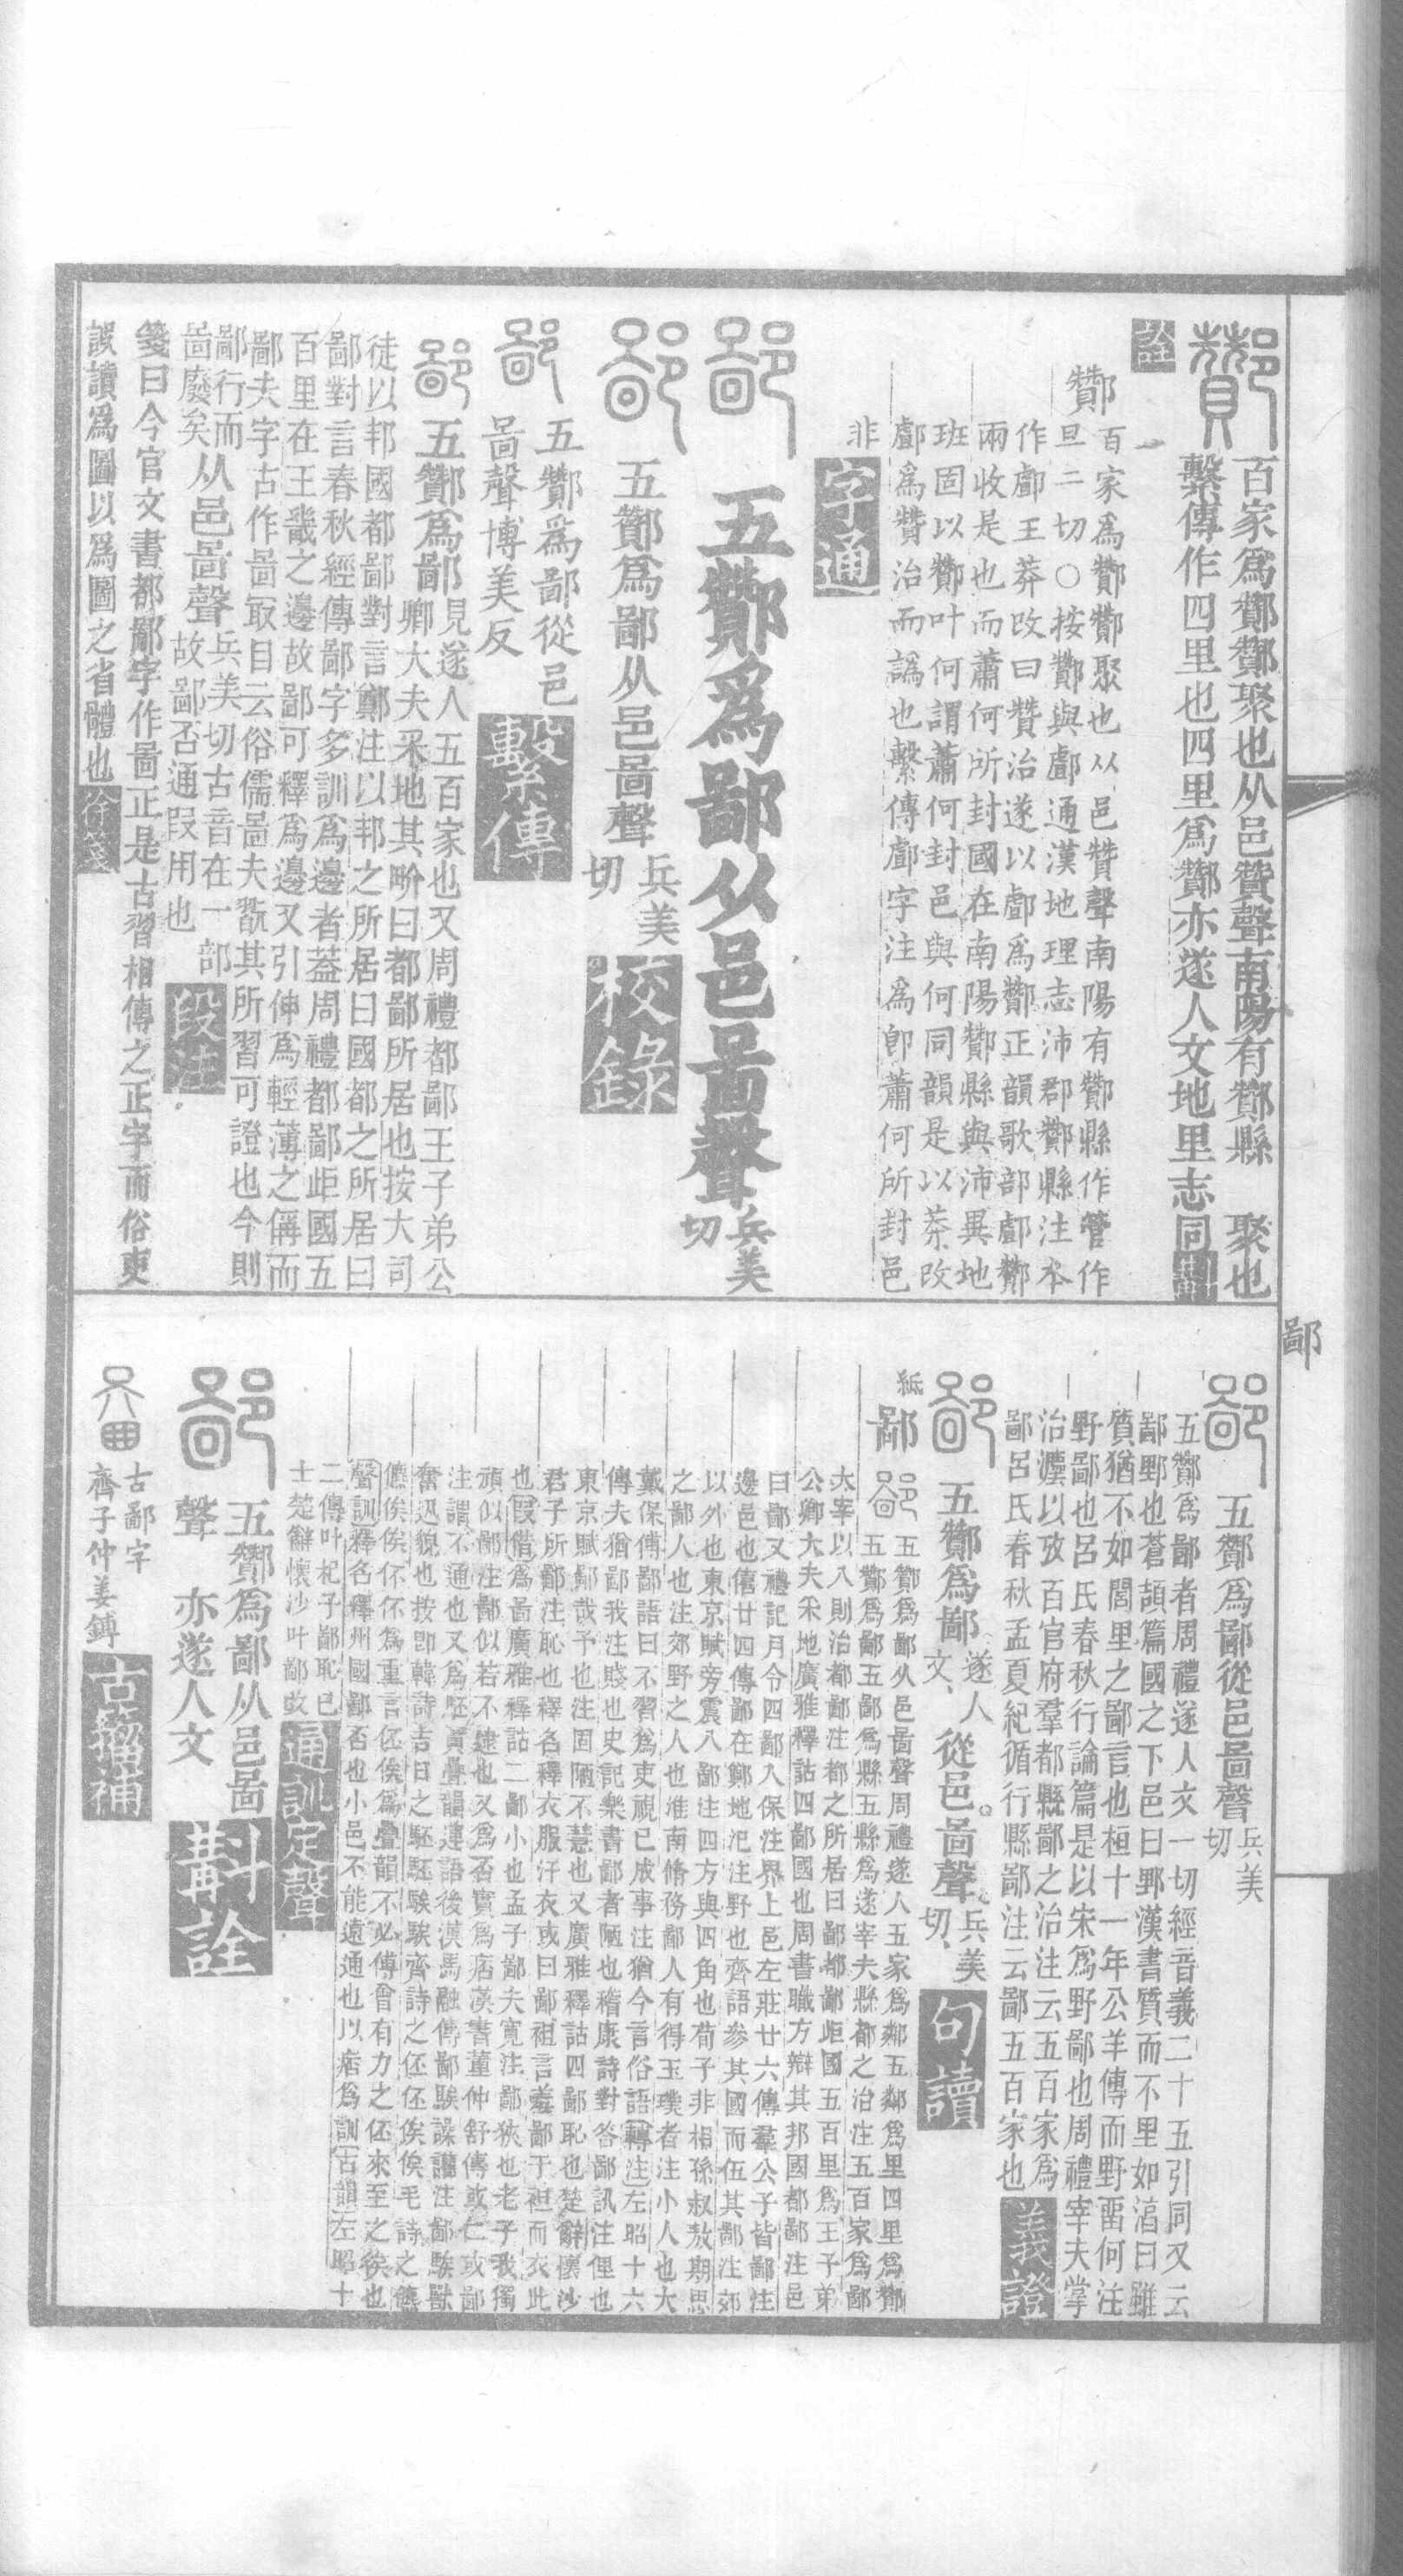 百家爲酇酇聚也从邑贊聲南陽有酇縣　聚也
繫傳作四里也四里爲酇亦遂人文地里志同斠
詮
酇百家爲酇酇聚也从邑贊聲南陽有酇縣作管作
旦二切○按酇與䣜通漢地理志沛郡酇縣注本
作䣜王莽改曰贊治遂以䣜爲酇正韻歌部䣜酇
兩收是也而蕭何所封國在南陽酇縣與沛異地
班固以酇叶何謂蕭何封邑與何同韻是以莽改
䣜爲贊治而譌也繫傳䣜字注爲卽蕭何所封邑
非　字通
五酇爲鄙从邑啚聲兵美切
五酇爲鄙从邑啚聲兵美切　校錄
五酇爲鄙從邑
啚聲博美反　繫傳
五酇爲鄙見遂人五百家也又周禮都鄙王子弟公
卿大夫采地其畍曰都鄙所居也按大司
徒以邦國都鄙對言鄭注以邦之所居曰國都之所居曰
鄙對言春秋經傳鄙字多訓爲邊者葢周禮都鄙歫國五
百里在王畿之邊故鄙可釋爲邊又引伸爲輕薄之偁而
鄙夫字古作啚冣目云俗儒啚夫翫其所習可證也今則
鄙行而
啚廢矣从邑啚聲兵美切古音在一部
故鄙否通叚用也　段注
箋曰今官文書都鄙字作啚正是古習相傳之正字而俗吏
誤讀爲圖以爲圖之省體也　徐箋
鄙
五酇爲鄙從邑啚聲兵美切
五酇爲鄙者周禮遂人文一切經音義二十五引同又云
鄙野也蒼頡篇國之下邑曰野漢書質而不里如湻曰雖
質猶不如閭里之鄙言也桓十一年公羊傳而野畱何注
野鄙也呂氏春秋行論篇是以宋爲野鄙也周禮宰夫掌
治灋以攷百官府羣都縣鄙之治注云五百家爲
鄙呂氏春秋孟夏紀循行縣鄙注云鄙五百家也　義證
五酇爲鄙遂人文、從邑啚聲兵美切、　句讀
紙
鄙五酇爲鄙从邑啚聲周禮遂人五家爲鄰五鄰爲里四里爲酇
五酇爲鄙五鄙爲縣五縣爲遂宰夫縣都之治注五百家爲鄙
大宰以八則治都鄙注都之所居曰鄙都鄙歫國五百里爲王子弟
公卿大夫采地廣雅釋詁四鄙國也周書職方辯其邦國都鄙注邑
曰鄙又禮記月令四鄙入保注界上邑左莊廿六傳羣公子皆鄙注
邊邑也僖廿四傳鄙在鄭地氾注野也齊語參其國而伍其鄙注郊
以外也東京賦旁震八鄙注四方與四角也荀子非相孫叔敖期思
之鄙人也注郊野之人也淮南脩務鄙人有得玉璞者注小人也大
戴保傅鄙語曰不習爲吏視已成事注猶今言俗語轉注左昭十六
傳夫猶鄙我注賤也史記樂書鄙者陋也稽康詩對答鄙訊注俚也
東京賦鄙哉予也注固陋不慧也又廣雅釋詁四鄙恥也楚辭懷沙
君子所鄙注恥也釋名釋衣服汗衣或曰鄙袒言羞鄙于袒而衣此
也叚借爲啚廣雅釋詁二鄙小也孟子鄙夫寬注鄙狹也老子我獨
頑似鄙注鄙似若不逮也又爲否實爲㾧漢書董仲舒傳或仁或鄙
注謂不通也又爲駓實疊韻連語後漢馬融傳鄙騃譟讙注鄙騃獸
奮迅貌也按卽韓詩吉日之駓駓騃騃齊詩之伾伾俟俟毛詩之儦
儦俟俟伾伾爲重言伾俟爲疊韻不必傅會有力之伾來至之俟也
聲訓釋名釋州國鄙否也小邑不能遠通也以㾧爲訓古韻左昭十
二傳叶杞子鄙恥已
士楚辭懷沙叶鄙改　通訓定聲
五酇爲鄙从邑啚
聲　亦遂人文　斠詮
古鄙字
齊子仲姜鎛　古籀補